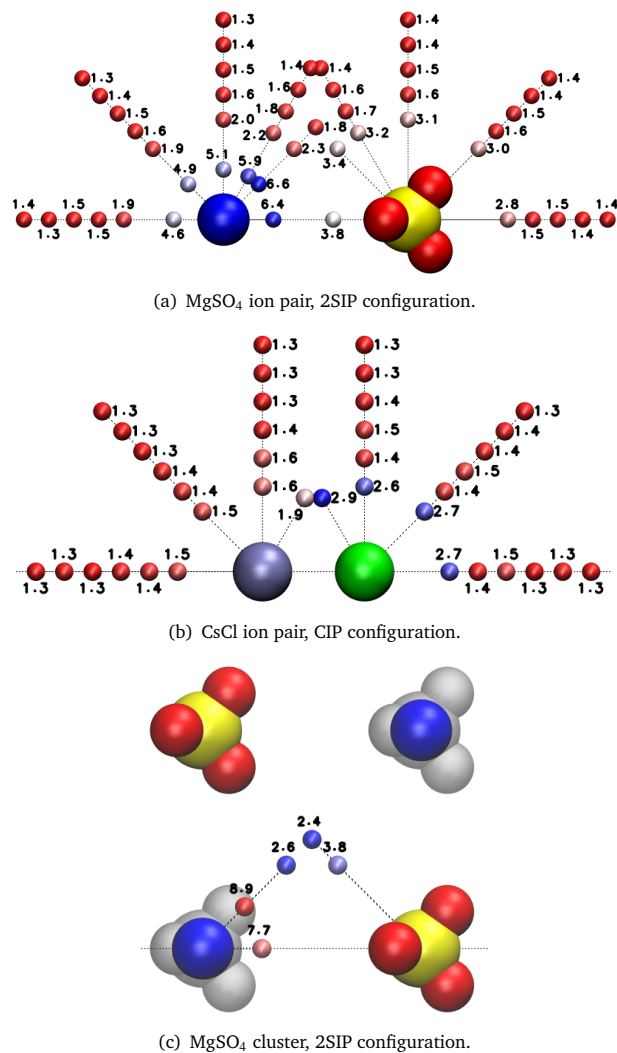 1.3 1.4
1.4 1.4
1.3 1.5 1.4 1.4 1.4 1.4
1.4 1.6 1.6 1.6 1.6 1.4
1.5 2.0 1.8 1.7 3.1 1.5
1.6 2.2 1.8 3.2 1.6
1.9 2.3 3.4 3.0
4.9 5.1 5.9 6.6
1.4 1.5 1.9 6.4 2.8 1.5 1.4
1.3 1.5 4.6 3.8 1.5 1.4
(a) MgSO4 ion pair, 2SIP configuration.
1.3 1.3
1.3 1.3
1.3 1.3 1.4 1.3
1.3 1.4 1.5 1.4
1.3 1.6 1.4 1.5
1.4 1.6 2.6 1.4
1.4 1.9 2.9 2.7
1.5
1.3 1.4 1.5 2.7 1.5 1.3
1.3 1.3 1.4 1.4 1.3 1.3
(b) CsCl ion pair, CIP configuration.
2.4
2.6 3.8
8.9
7.7
(c) MgSO4 cluster, 2SIP configuration.